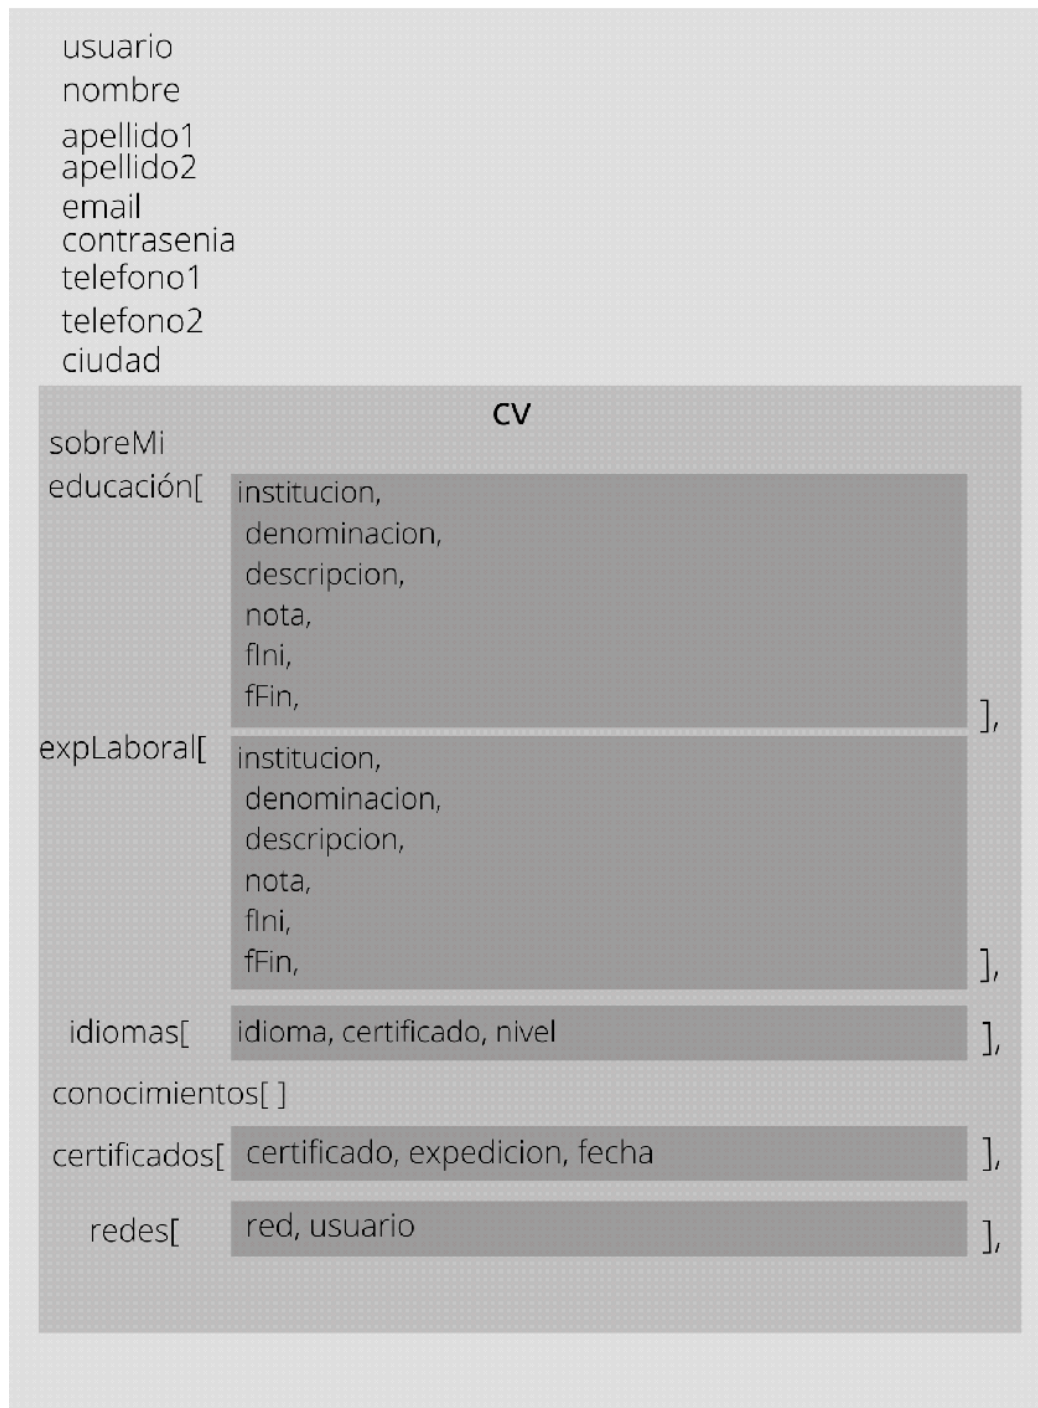 usuario
nombre
apellido1
apellido2
email
contrasenia
telefono1
telefono2
ciudad
cv
sobreMi
educación[
institucion,
denominacion,
descripcion,
nota,
fIni,
fFin,
],
expLaboral[
institucion,
denominacion,
descripcion,
nota,
fIni,
fFin,
],
idiomas[ idioma, certificado, nivel ],
conocimientos[ ]
certificados[ certificado, expedicion, fecha ],
redes[ red, usuario ],